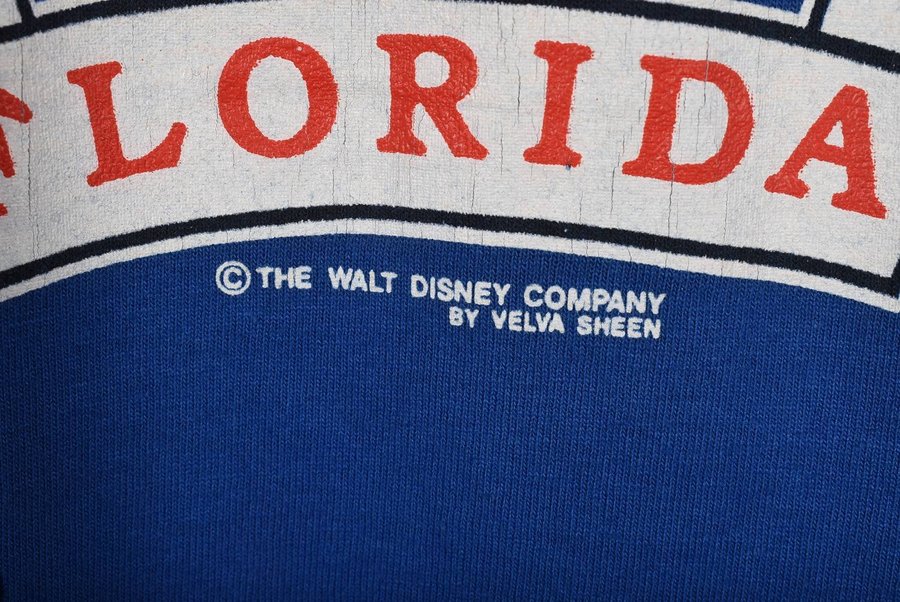 FLORIDA
© THE WALT DISNEY COMPANY
BY VELVA SHEEN